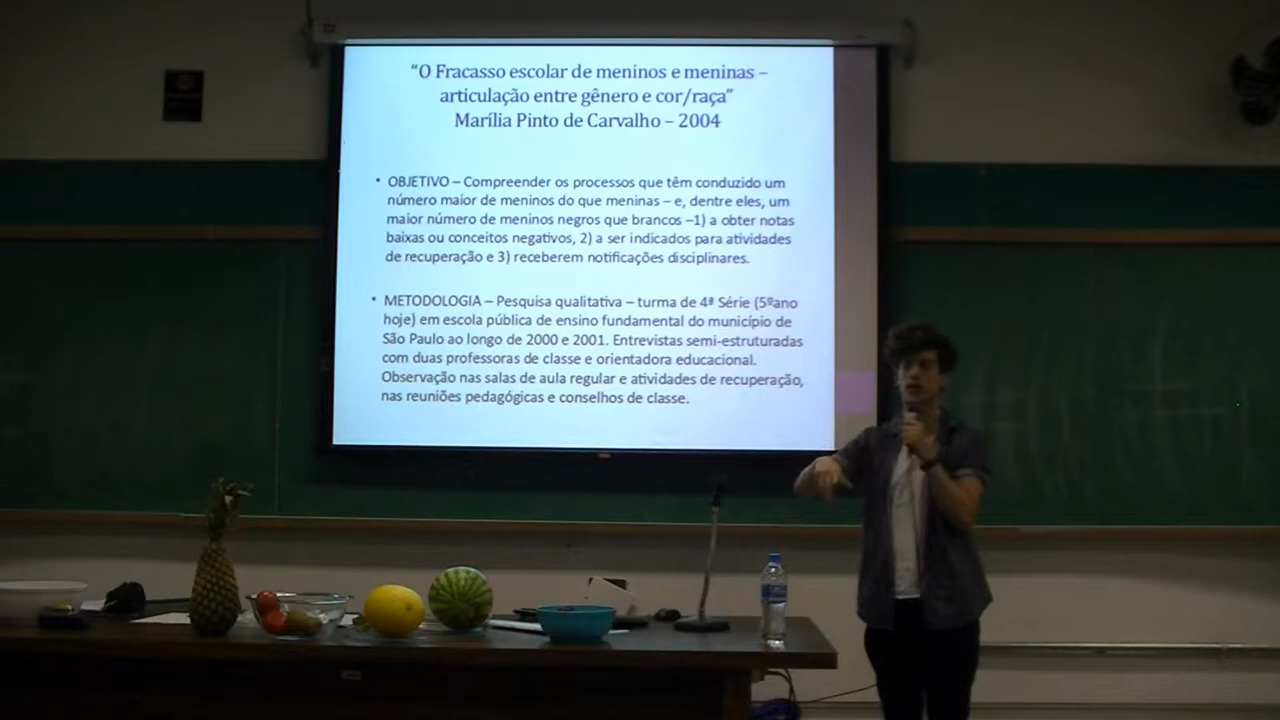 “O Fracasso escolar de meninos e meninas –
articulação entre gênero e cor/raça”
Marília Pinto de Carvalho – 2004
• OBJETIVO – Compreender os processos que têm conduzido um
número maior de meninos do que meninas – e, dentre eles, um
maior número de meninos negros que brancos –1) a obter notas
baixas ou conceitos negativos, 2) a ser indicados para atividades
de recuperação e 3) receberem notificações disciplinares.
• METODOLOGIA – Pesquisa qualitativa – turma de 4ª Série (5ºano
hoje) em escola pública de ensino fundamental do município de
São Paulo ao longo de 2000 e 2001. Entrevistas semi-estruturadas
com duas professoras de classe e orientadora educacional.
Observação nas salas de aula regular e atividades de recuperação,
nas reuniões pedagógicas e conselhos de classe.